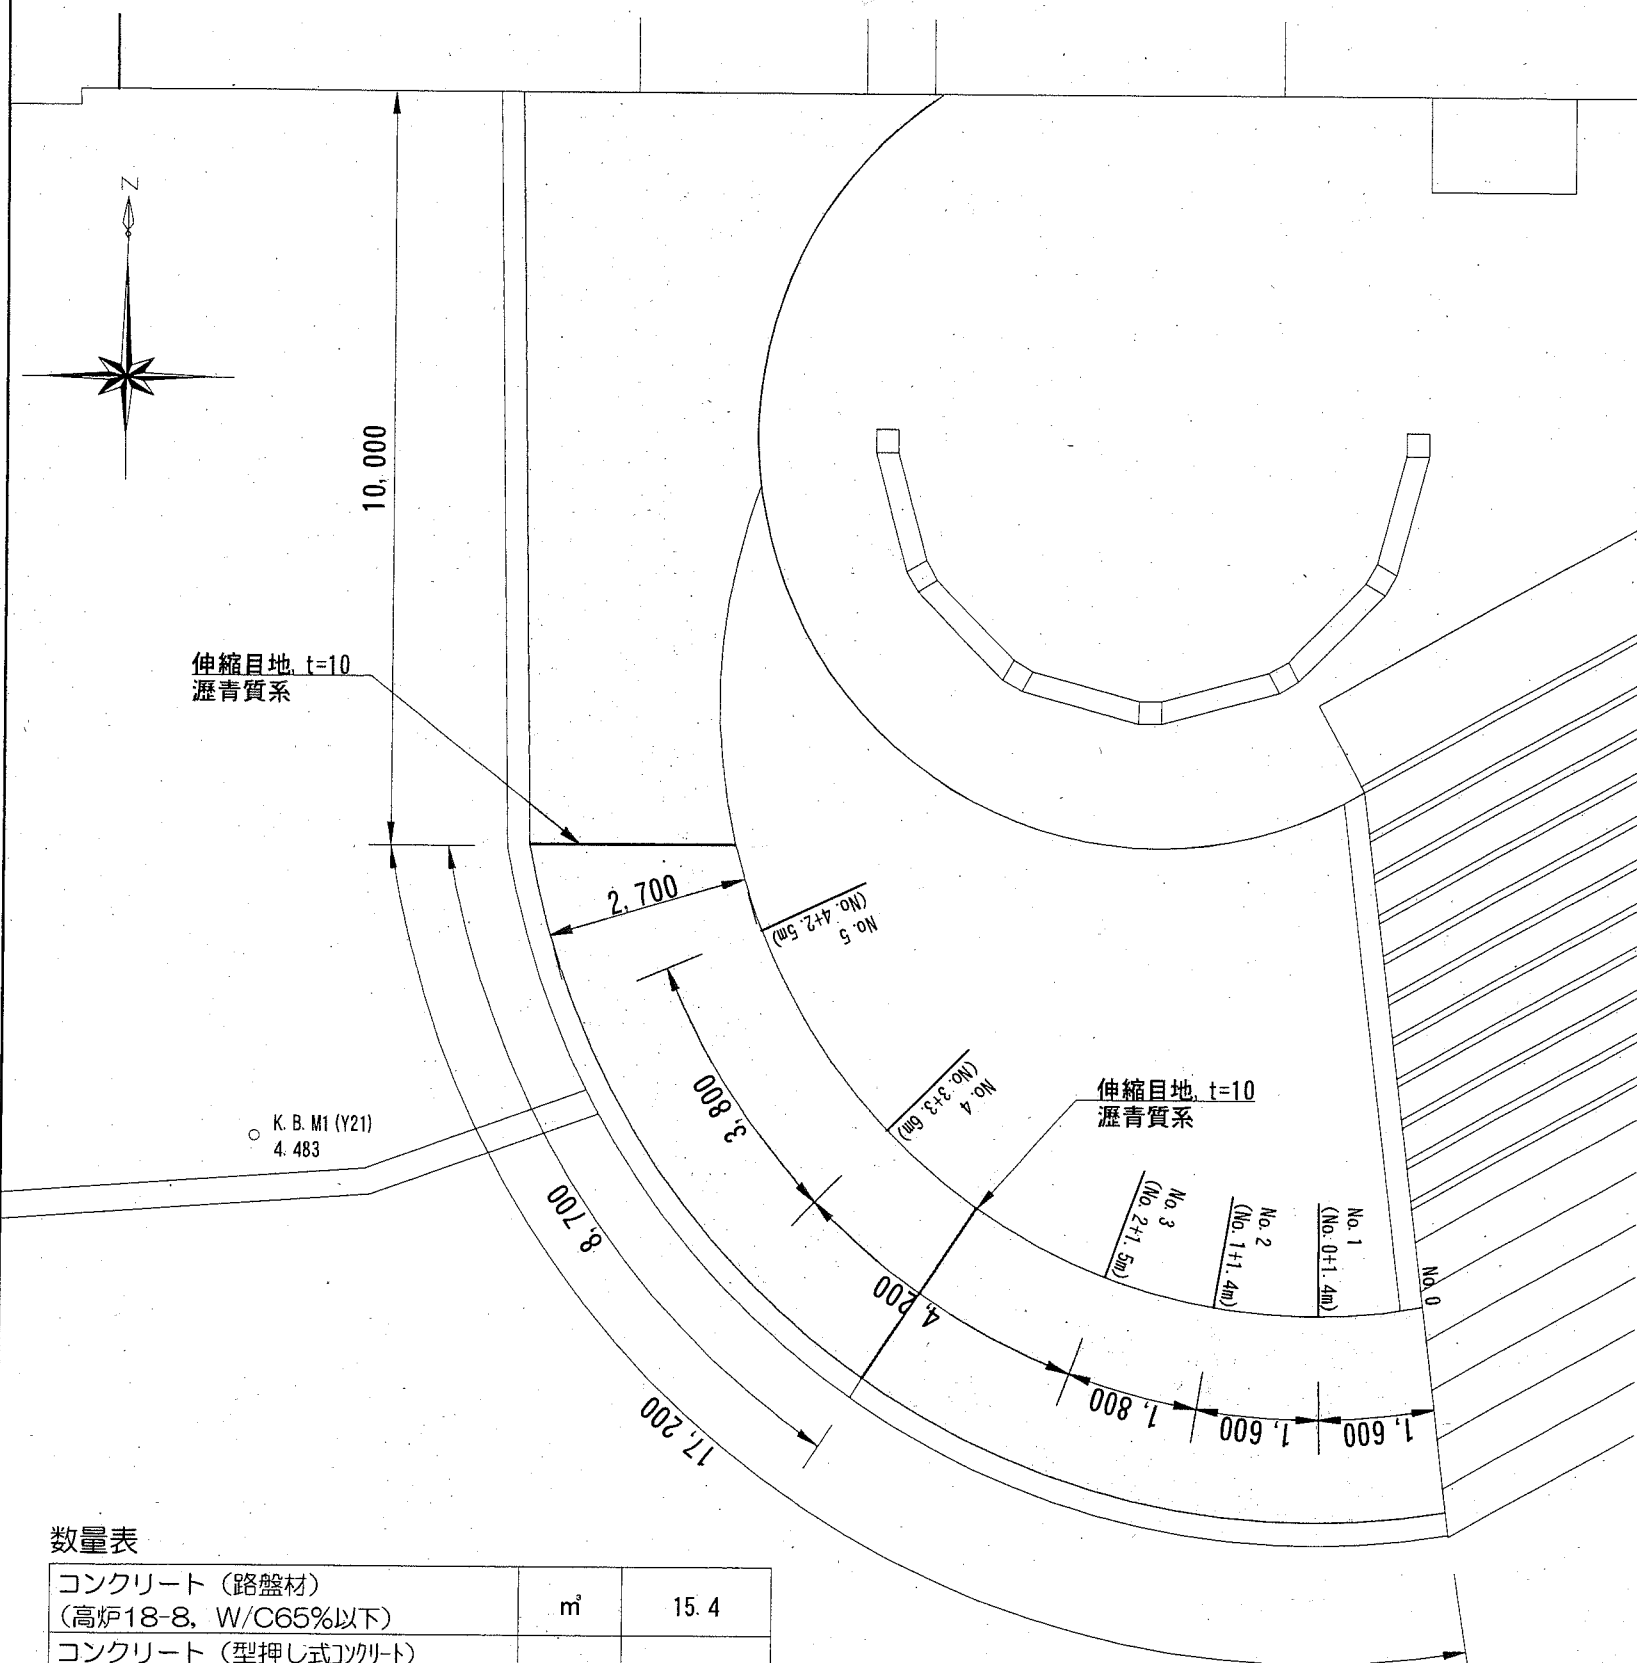 N
10,000
伸縮目地, t=10
瀝青質系
2,700
No.5
(No.4+2.5m)
3,800
No.4
(No.3+3.6m)
伸縮目地, t=10
瀝青質系
K.B.M1(Y21)
4.483
8,700
4,200
No.3
(No.2+1.5m)
No.2
(No.1+1.4m)
No.1
(No.0+1.4m)
No.0
17,200
1,800
1,600
1,600
数量表
コンクリート（路盤材）
（高炉18-8, W/C65%以下） m³ 15.4
コンクリート（型押し式コンクリート）